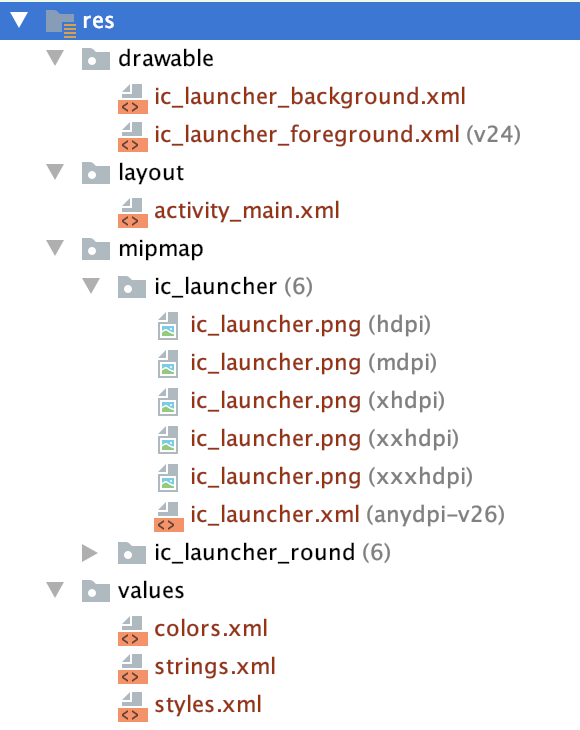 res
drawable
ic_launcher_background.xml
ic_launcher_foreground.xml (v24)
layout
activity_main.xml
mipmap
ic_launcher (6)
ic_launcher.png (hdpi)
ic_launcher.png (mdpi)
ic_launcher.png (xhdpi)
ic_launcher.png (xxhdpi)
ic_launcher.png (xxxhdpi)
ic_launcher.xml (anydpi-v26)
ic_launcher_round (6)
values
colors.xml
strings.xml
styles.xml